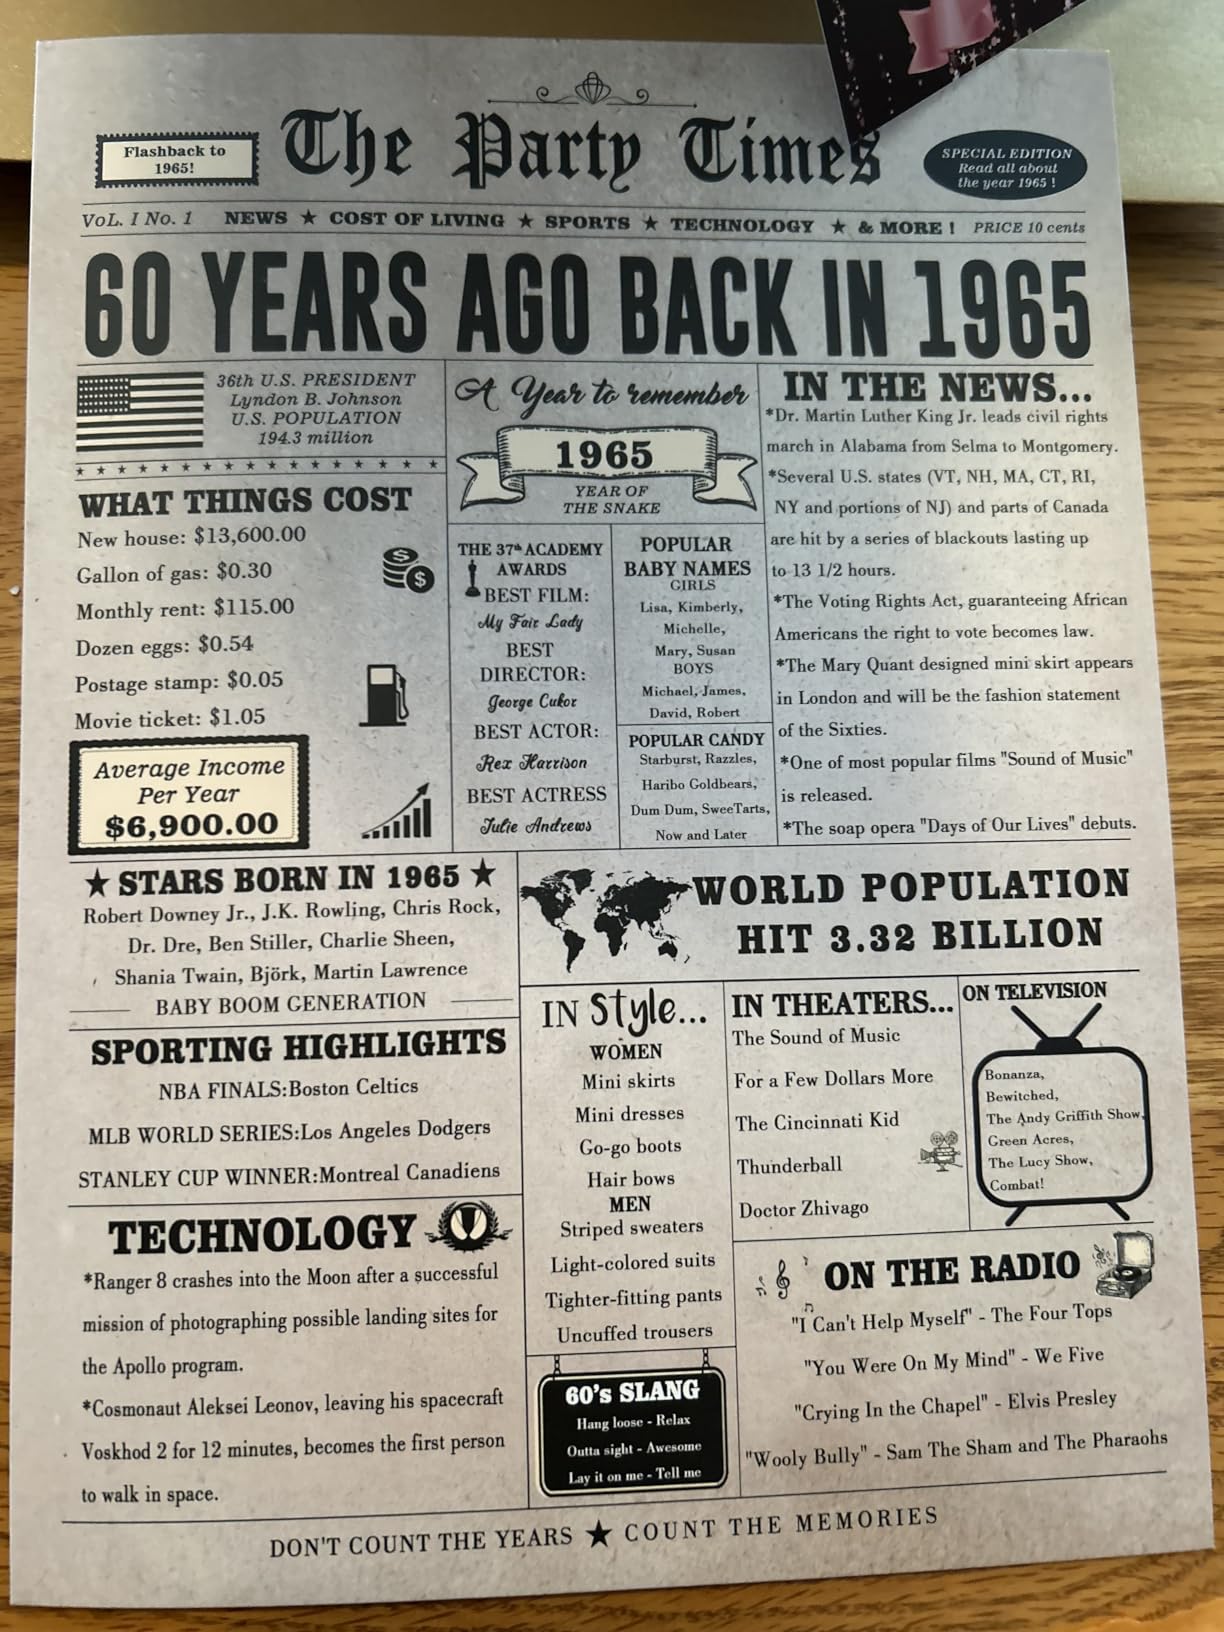 Flashback to
1965!
The Party Times
SPECIAL EDITION
Read all about
the year 1965 !
VoL. I No. 1 NEWS ★ COST OF LIVING ★ SPORTS ★ TECHNOLOGY ★ & MORE ! PRICE 10 cents
60 YEARS AGO BACK IN 1965
36th U.S. PRESIDENT
Lyndon B. Johnson
U.S. POPULATION
194.3 million
WHAT THINGS COST
New house: $13,600.00
Gallon of gas: $0.30
Monthly rent: $115.00
Dozen eggs: $0.54
Postage stamp: $0.05
Movie ticket: $1.05
Average Income
Per Year
$6,900.00
A Year to remember
1965
YEAR OF
THE SNAKE
THE 37th ACADEMY
AWARDS
BEST FILM:
My Fair Lady
BEST
DIRECTOR:
George Cukor
BEST ACTOR:
Rex Harrison
BEST ACTRESS
Julie Andrews
POPULAR
BABY NAMES
GIRLS
Lisa, Kimberly,
Michelle,
Mary, Susan
BOYS
Michael, James,
David, Robert
POPULAR CANDY
Starburst, Razzles,
Haribo Goldbears,
Dum Dum, SweeTarts,
Now and Later
IN THE NEWS...
*Dr. Martin Luther King Jr. leads civil rights
march in Alabama from Selma to Montgomery.
*Several U.S. states (VT, NH, MA, CT, RI,
NY and portions of NJ) and parts of Canada
are hit by a series of blackouts lasting up
to 13 1/2 hours.
*The Voting Rights Act, guaranteeing African
Americans the right to vote becomes law.
*The Mary Quant designed mini skirt appears
in London and will be the fashion statement
of the Sixties.
*One of most popular films "Sound of Music"
is released.
*The soap opera "Days of Our Lives" debuts.
★ STARS BORN IN 1965 ★
Robert Downey Jr., J.K. Rowling, Chris Rock,
Dr. Dre, Ben Stiller, Charlie Sheen,
Shania Twain, Björk, Martin Lawrence
BABY BOOM GENERATION
WORLD POPULATION
HIT 3.32 BILLION
SPORTING HIGHLIGHTS
NBA FINALS:Boston Celtics
MLB WORLD SERIES:Los Angeles Dodgers
STANLEY CUP WINNER:Montreal Canadiens
TECHNOLOGY
*Ranger 8 crashes into the Moon after a successful
mission of photographing possible landing sites for
the Apollo program.
*Cosmonaut Aleksei Leonov, leaving his spacecraft
Voskhod 2 for 12 minutes, becomes the first person
to walk in space.
IN Style...
WOMEN
Mini skirts
Mini dresses
Go-go boots
Hair bows
MEN
Striped sweaters
Light-colored suits
Tighter-fitting pants
Uncuffed trousers
60's SLANG
Hang loose - Relax
Outta sight - Awesome
Lay it on me - Tell me
IN THEATERS...
The Sound of Music
For a Few Dollars More
The Cincinnati Kid
Thunderball
Doctor Zhivago
ON TELEVISION
Bonanza,
Bewitched,
The Andy Griffith Show,
Green Acres,
The Lucy Show,
Combat!
ON THE RADIO
"I Can't Help Myself" - The Four Tops
"You Were On My Mind" - We Five
"Crying In the Chapel" - Elvis Presley
"Wooly Bully" - Sam The Sham and The Pharaohs
DON'T COUNT THE YEARS ★ COUNT THE MEMORIES